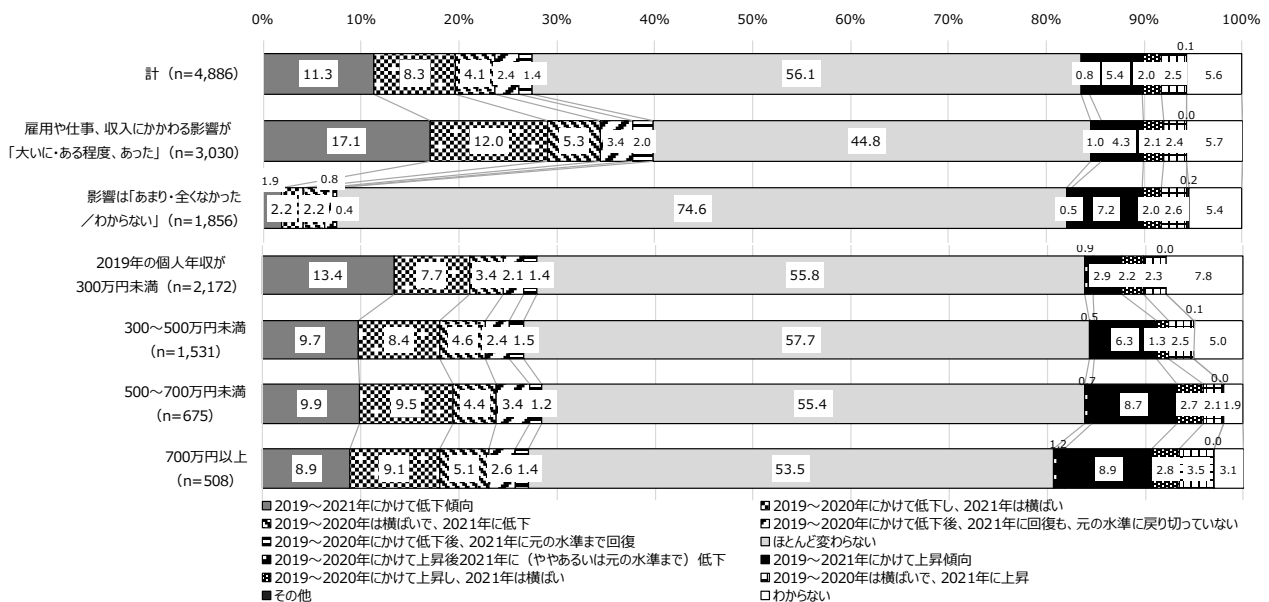 0% 10% 20% 30% 40% 50% 60% 70% 80% 90% 100%
計（n=4,886）
11.3 8.3 4.1 2.4 1.4 56.1 0.8 5.4 2.0 2.5 0.1 5.6
雇用や仕事、収入にかかわる影響が
「大いに・ある程度、あった」（n=3,030）
17.1 12.0 5.3 3.4 2.0 44.8 1.0 4.3 2.1 2.4 0.0 5.7
影響は「あまり・全くなかった
／わからない」（n=1,856）
1.9 2.2 2.2 0.8 0.4 74.6 0.5 7.2 2.0 2.6 0.2 5.4
2019年の個人年収が
300万円未満（n=2,172）
13.4 7.7 3.4 2.1 1.4 55.8 0.9 2.9 2.2 2.3 0.0 7.8
300～500万円未満
（n=1,531）
9.7 8.4 4.6 2.4 1.5 57.7 0.5 6.3 1.3 2.5 0.1 5.0
500～700万円未満
（n=675）
9.9 9.5 4.4 3.4 1.2 55.4 0.7 8.7 2.7 2.1 0.0 1.9
700万円以上
（n=508）
8.9 9.1 5.1 2.6 1.4 53.5 1.2 8.9 2.8 3.5 0.0 3.1
2019～2021年にかけて低下傾向
2019～2020年にかけて低下し、2021年は横ばい
2019～2020年は横ばいで、2021年に低下
2019～2020年にかけて低下後、2021年に回復も、元の水準に戻り切っていない
2019～2020年にかけて低下後、2021年に元の水準まで回復
ほとんど変わらない
2019～2020年にかけて上昇後2021年に（ややあるいは元の水準まで）低下
2019～2021年にかけて上昇傾向
2019～2020年にかけて上昇し、2021年は横ばい
2019～2020年は横ばいで、2021年に上昇
その他
わからない